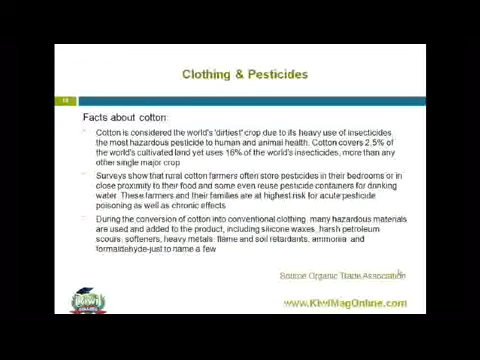 Clothing & Pesticides
18
Facts about cotton:
Cotton is considered the world's 'dirtiest' crop due to its heavy use of insecticides
the most hazardous pesticide to human and animal health. Cotton covers 2.5% of
the world's cultivated land yet uses 16% of the world's insecticides, more than any
other single major crop
Surveys show that rural cotton farmers often store pesticides in their bedrooms or in
close proximity to their food and some even reuse pesticide containers for drinking
water. These farmers and their families are at highest risk for acute pesticide
poisoning as well as chronic effects
During the conversion of cotton into conventional clothing, many hazardous materials
are used and added to the product, including silicone waxes, harsh petroleum
scours, softeners, heavy metals, flame and soil retardants, ammonia and
formaldehyde-just to name a few
Source Organic Trade Association
Kiwi
COLLEGE
www.KiwiMagOnline.com